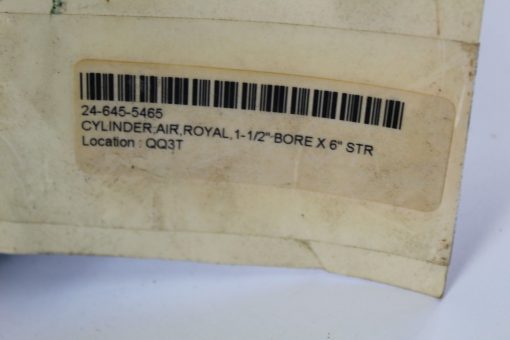 24-645-5465
CYLINDER,AIR,ROYAL,1-1/2" BORE X 6" STR
Location : QQ3T